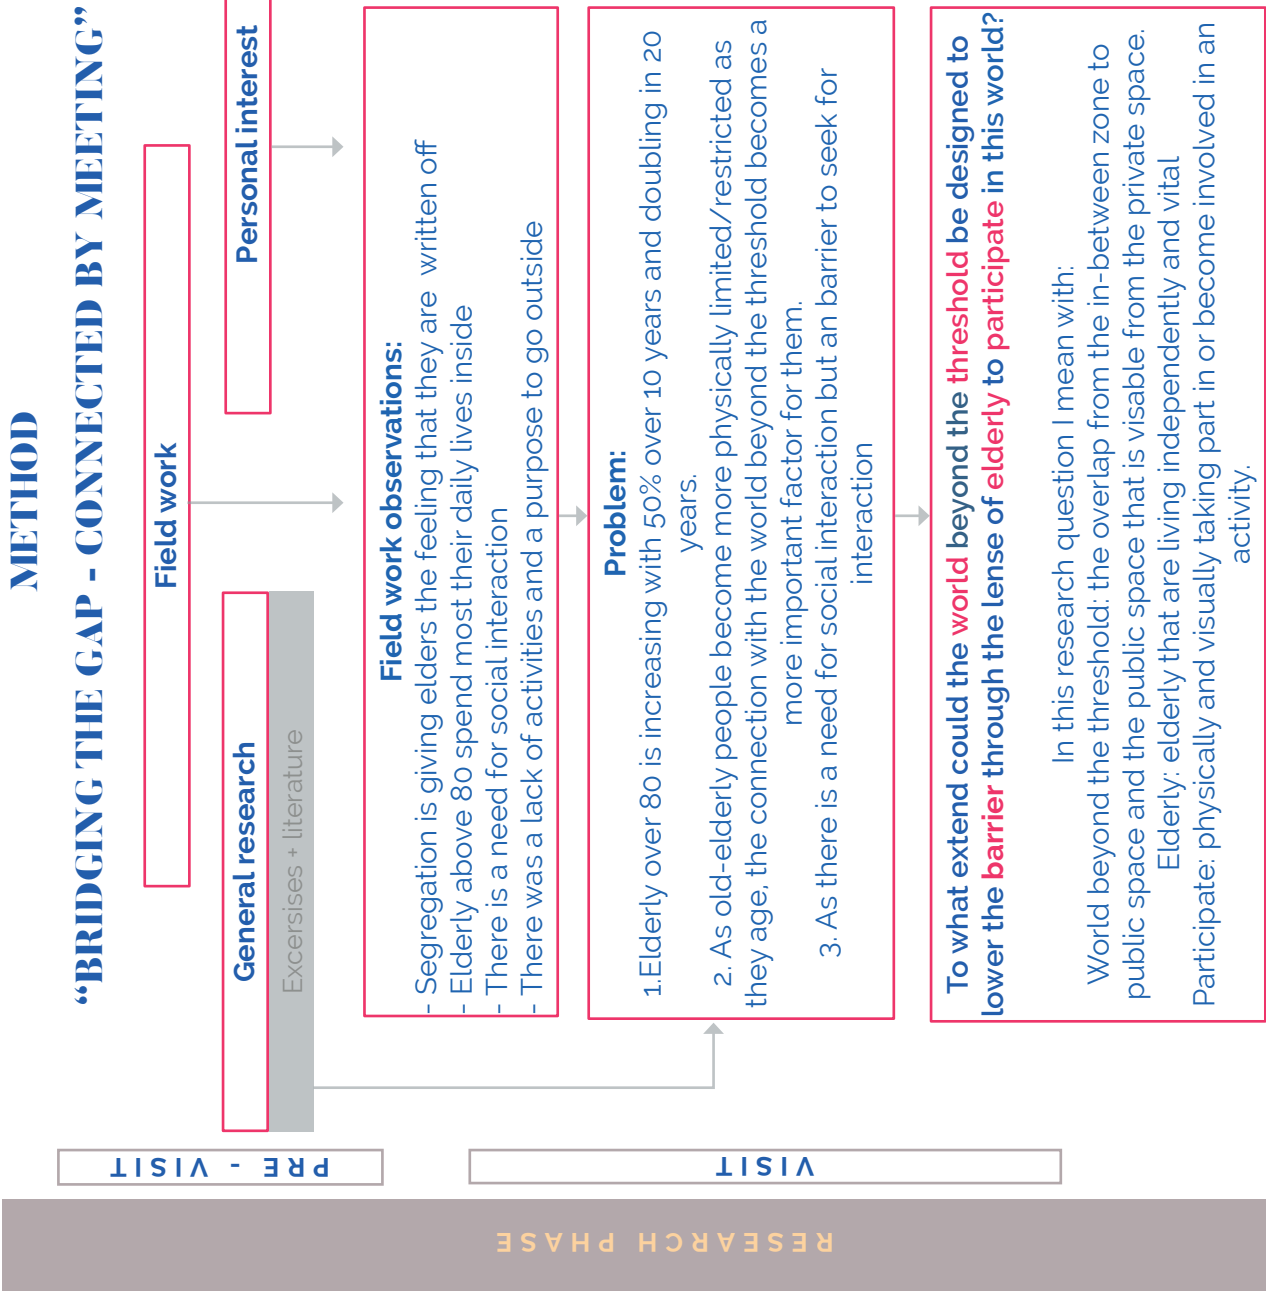 METHOD
“BRIDGING THE GAP - CONNECTED BY MEETING”
Field work
General research
Excersises + literature
Personal interest
Field work observations:
- Segregation is giving elders the feeling that they are written off
- Elderly above 80 spend most their daily lives inside
- There is a need for social interaction
- There was a lack of activities and a purpose to go outside
Problem:
1.Elderly over 80 is increasing with 50% over 10 years and doubling in 20
years.
2. As old-elderly people become more physically limited/restricted as
they age, the connection with the world beyond the threshold becomes a
more important factor for them.
3. As there is a need for social interaction but an barrier to seek for
interaction
To what extend could the world beyond the threshold be designed to
lower the barrier through the lense of elderly to participate in this world?
In this research question I mean with:
World beyond the threshold: the overlap from the in-between zone to
public space and the public space that is visable from the private space.
Elderly: elderly that are living independently and vital
Participate: physically and visually taking part in or become involved in an
activity.
PRE - VISIT
VISIT
RESEARCH PHASE